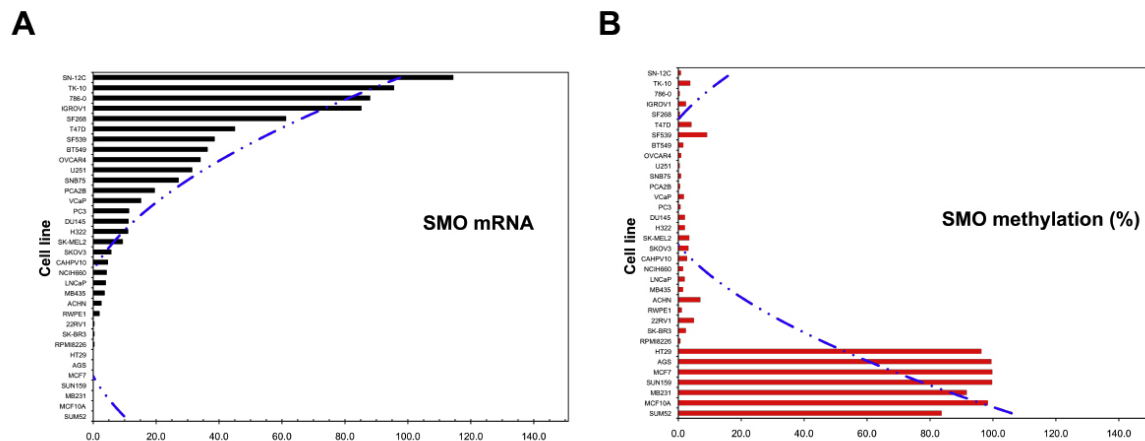 A
SN-12C
TK-10
786-0
IGROV1
SF268
T47D
SF539
BT549
OVCAR4
U251
SNB75
PCA2B
VCaP
PC3
DU145
H322
SK-MEL2
SKOV3
CAHPV10
NCIH660
LNCaP
MB435
ACHN
RWPE1
22RV1
SK-BR3
RPMI8226
HT29
AGS
MCF7
SUN159
MB231
MCF10A
SUM52
Cell line
SMO mRNA
0.0 20.0 40.0 60.0 80.0 100.0 120.0 140.0
B
SN-12C
TK-10
786-0
IGROV1
SF268
T47D
SF539
BT549
OVCAR4
U251
SNB75
PCA2B
VCaP
PC3
DU145
H322
SK-MEL2
SKOV3
CAHPV10
NCIH660
LNCaP
MB435
ACHN
RWPE1
22RV1
SK-BR3
RPMI8226
HT29
AGS
MCF7
SUN159
MB231
MCF10A
SUM52
Cell line
SMO methylation (%)
0.0 20.0 40.0 60.0 80.0 100.0 120.0 140.0